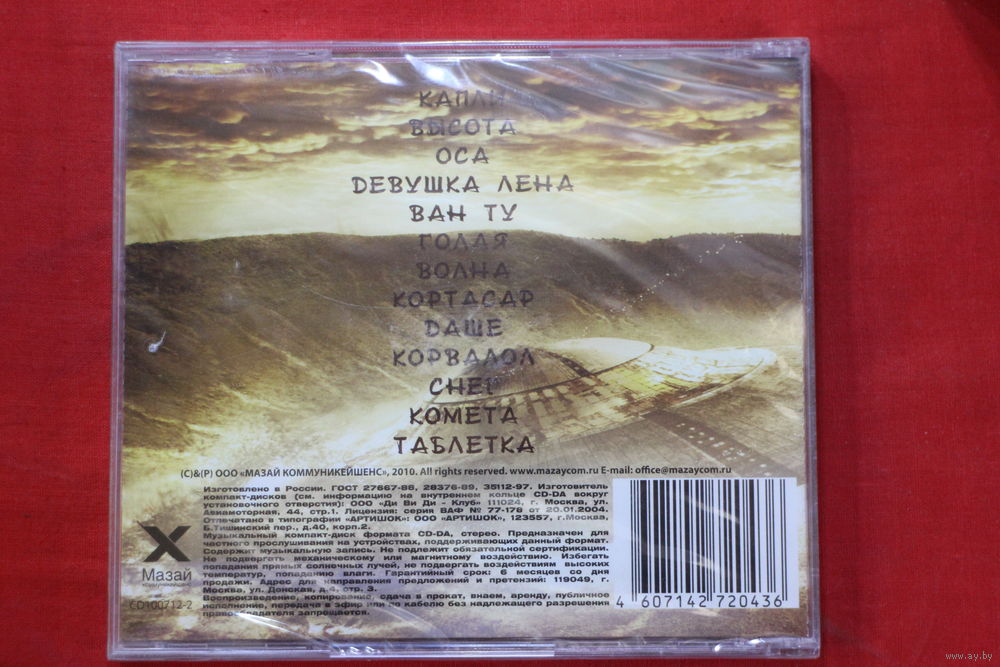 КАПЛИ
ВЫСОТА
ОСА
ДЕВУШКА ЛЕНА
ВАН ТУ
ГОЛАЯ
ВОЛНА
КОРТАСАР
ДАШЕ
КОРВАЛОЛ
СНЕГ
КОМЕТА
ТАБЛЕТКА
(C)&(P) ООО «МАЗАЙ КОММУНИКЕЙШЕНС», 2010. All rights reserved. www.mazaycom.ru E-mail: office@mazaycom.ru
Изготовлено в России. ГОСТ 27667-88, 28376-89, 35112-97. Изготовитель
компакт-дисков (см. информацию на внутреннем кольце CD-DA вокруг
установочного отверстия): ООО «Ди Ви Ди - Клуб» 111024, г. Москва, ул.
Авиамоторная, 44, стр.1. Лицензия: серия ВАФ № 77-178 от 20.01.2004.
Отпечатано в типографии «АРТИШОК»: ООО «АРТИШОК», 123557, г.Москва,
Б.Тишинский пер., д.40, корп.2.
Музыкальный компакт-диск формата CD-DA, стерео. Предназначен для
частного прослушивания на устройствах, поддерживающих данный формат.
Содержит музыкальную запись. Не подлежит обязательной сертификации.
Не подвергать механическому или магнитному воздействию. Избегать
попадания прямых солнечных лучей, не подвергать воздействиям высоких
температур, попаданию влаги. Гарантийный срок: 6 месяцев со дня
продажи. Адрес для направления предложений и претензий: 119049, г.
Москва, ул. Донская, д.4, стр. 3.
Воспроизведение, копирование, сдача в прокат, внаем, аренду, публичное
исполнение, передача в эфир или по кабелю без надлежащего разрешения
правообладателя запрещается.
Мазай
коммуникейшенс
CD100712-2
4 607142 720436
www.ay.by